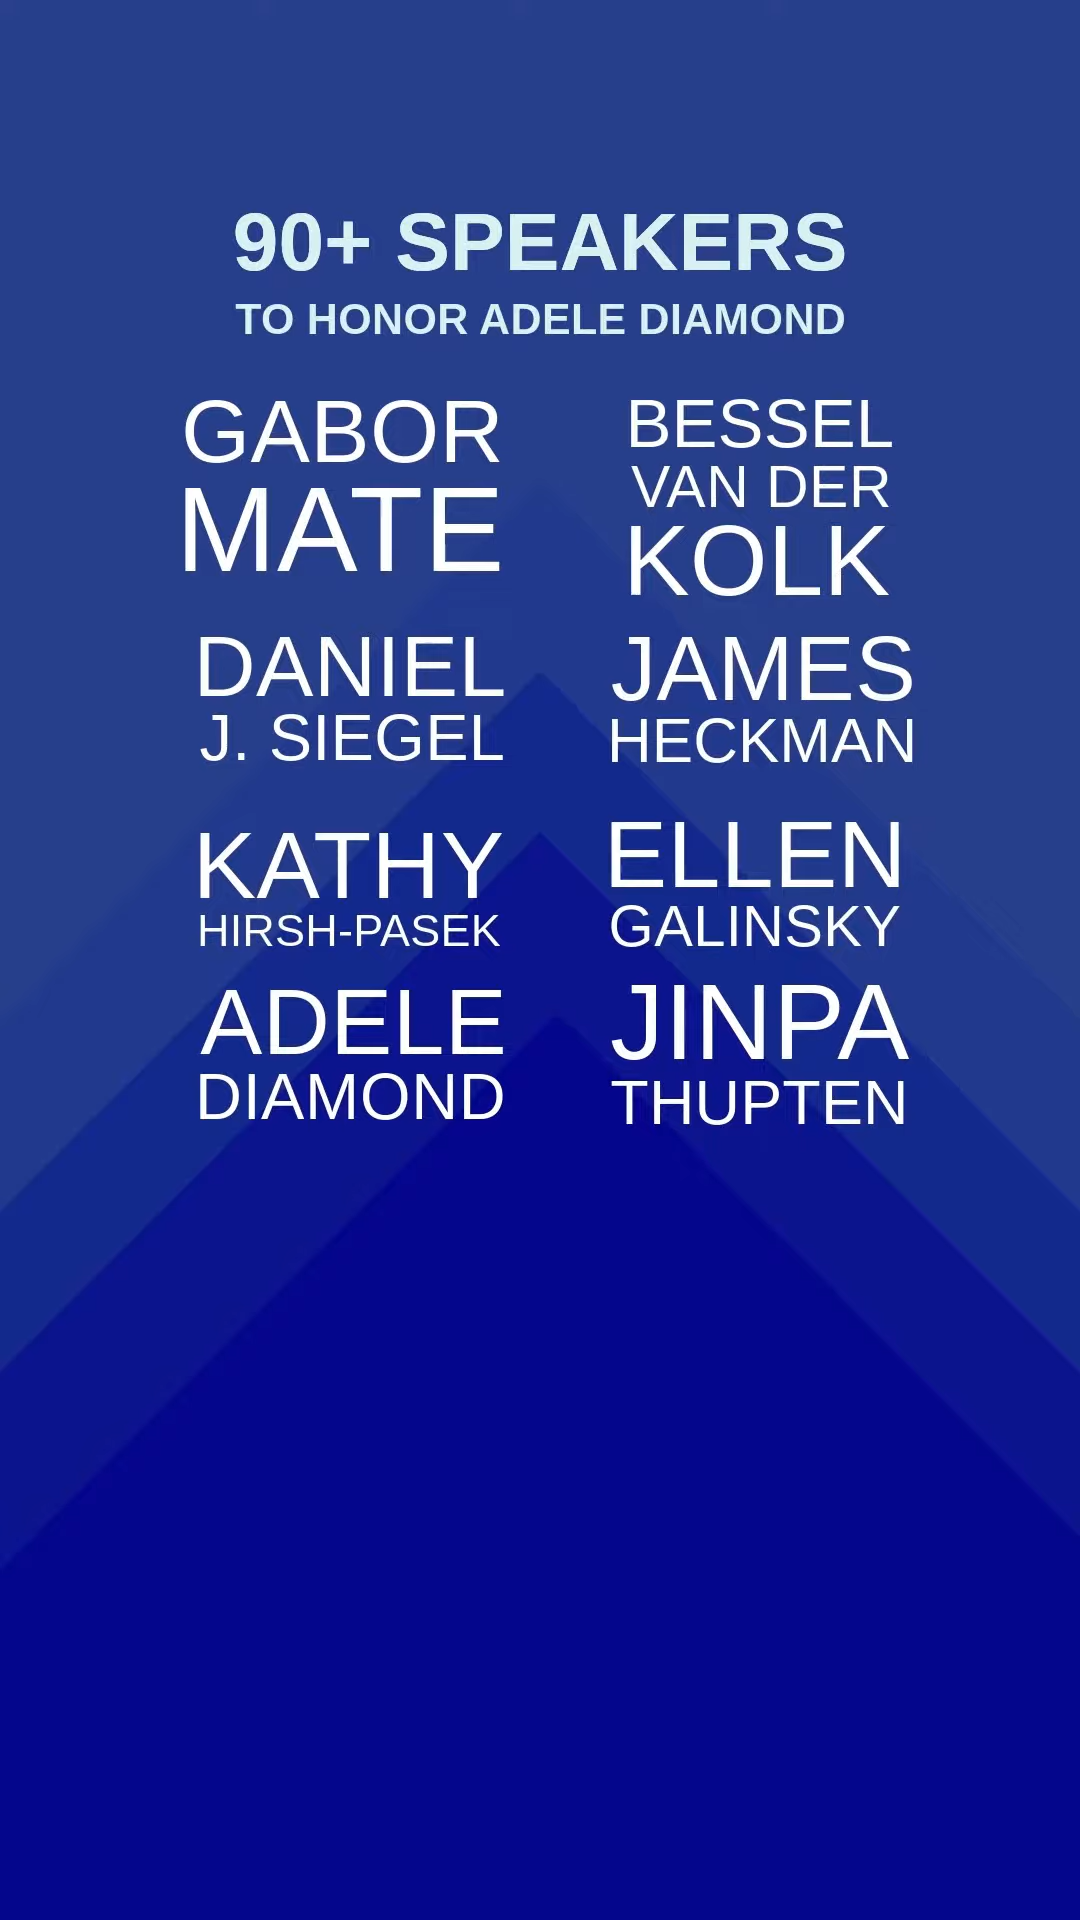 90+ SPEAKERS
TO HONOR ADELE DIAMOND
GABOR
MATE
BESSEL
VAN DER
KOLK
DANIEL
J. SIEGEL
JAMES
HECKMAN
KATHY
HIRSH-PASEK
ELLEN
GALINSKY
ADELE
DIAMOND
JINPA
THUPTEN